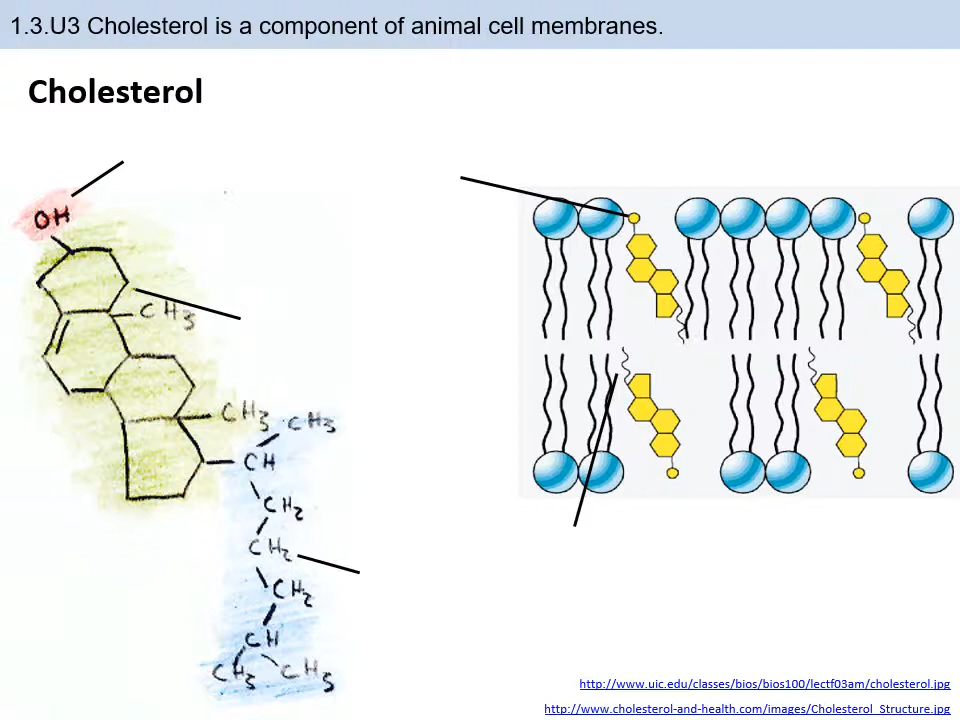 1.3.U3 Cholesterol is a component of animal cell membranes.
Cholesterol
OH
CH3
CH3
CH3
CH
CH2
CH2
CH2
CH
CH3 CH3
http://www.uic.edu/classes/bios/bios100/lectf03am/cholesterol.jpg
http://www.cholesterol-and-health.com/images/Cholesterol_Structure.jpg